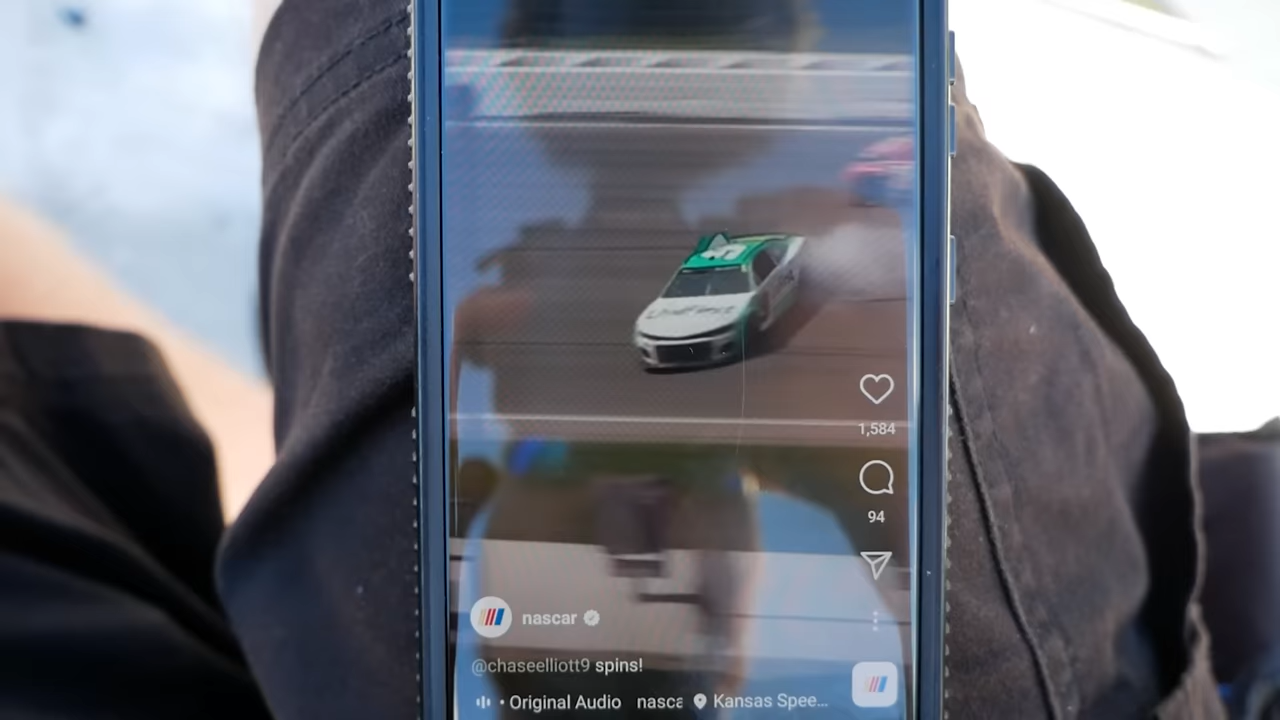 1,584
94
nascar
@chaseelliott9 spins!
• Original Audio nasca Kansas Spee...